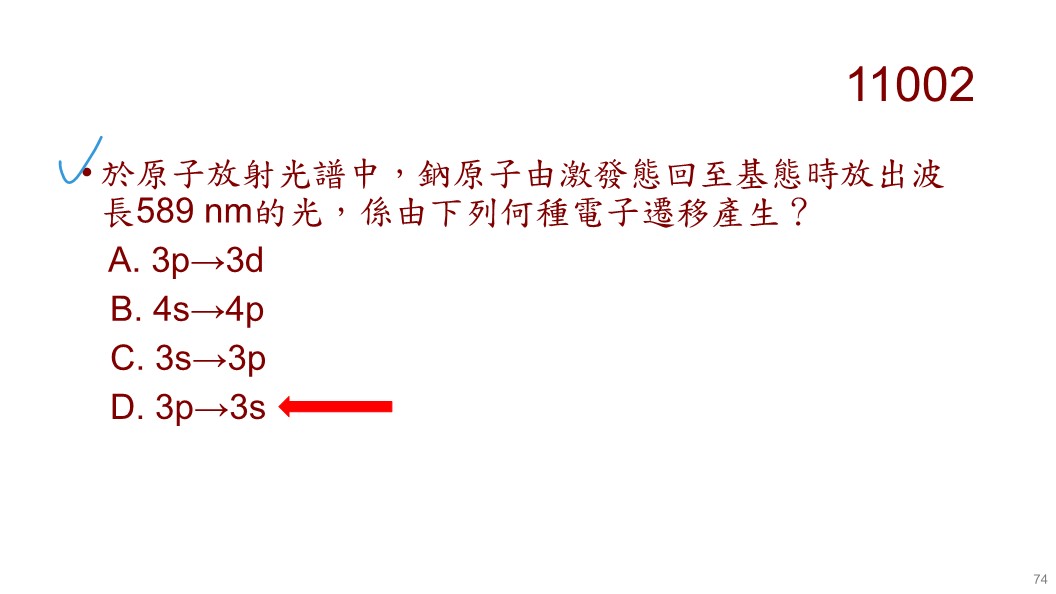 11002
• 於原子放射光譜中，鈉原子由激發態回至基態時放出波
長589 nm的光，係由下列何種電子遷移產生？
A. 3p→3d
B. 4s→4p
C. 3s→3p
D. 3p→3s
74